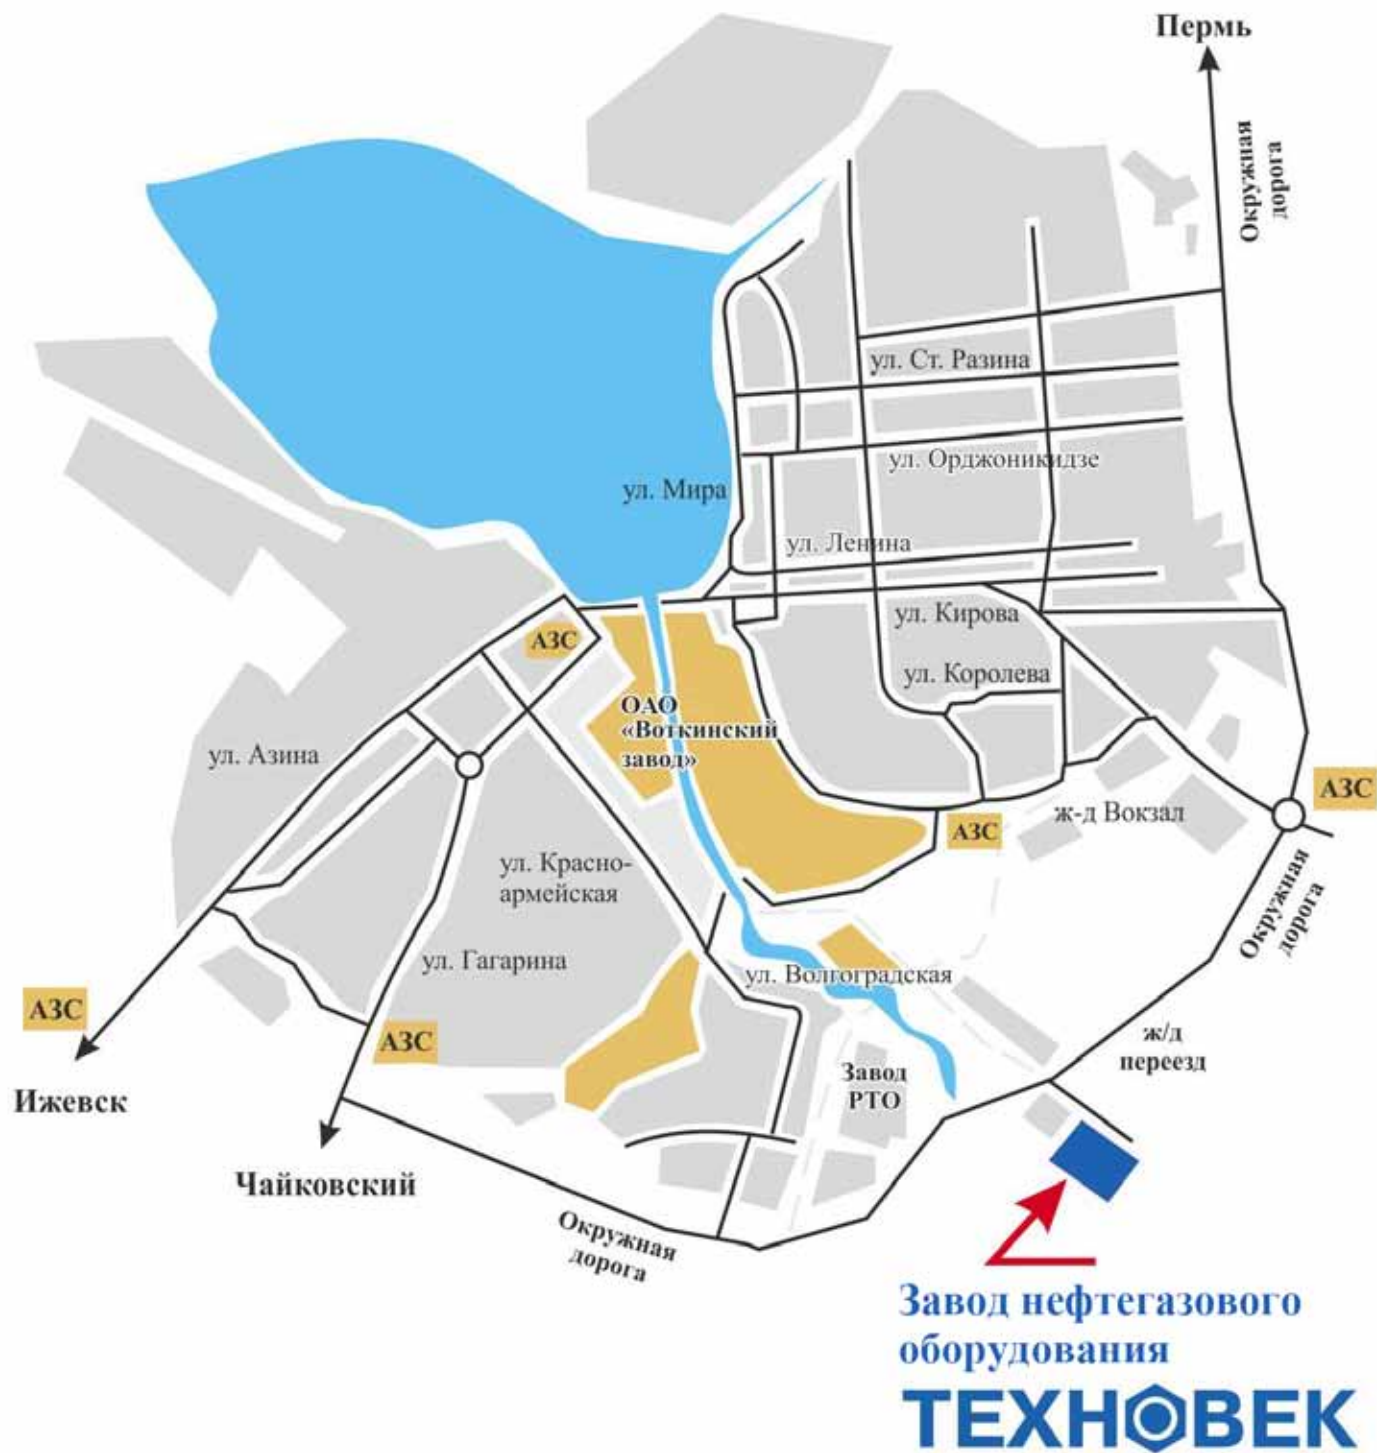 Пермь
Окружная
дорога
ул. Ст. Разина
ул. Орджоникидзе
ул. Мира
ул. Ленина
ул. Кирова
АЗС
ул. Королева
ОАО
«Воткинский
завод»
ул. Азина
АЗС
ж-д Вокзал
АЗС
ул. Красно-
армейская
Окружная
дорога
ул. Гагарина
ул. Волгоградская
АЗС
АЗС
ж/д
переезд
Завод
РТО
Ижевск
Чайковский
Окружная
дорога
Завод нефтегазового
оборудования
ТЕХНОВЕК